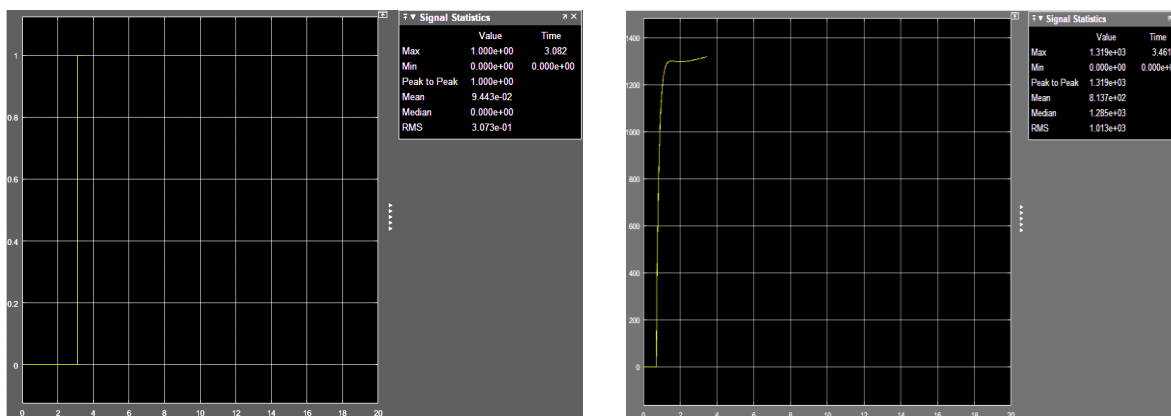 Signal Statistics
Value Time
Max 1.000e+00 3.082
Min 0.000e+00 0.000e+00
Peak to Peak 1.000e+00
Mean 9.443e-02
Median 0.000e+00
RMS 3.073e-01
1
0.8
0.6
0.4
0.2
0
0 2 4 6 8 10 12 14 16 18 20
Signal Statistics
Value Time
Max 1.319e+03 3.461
Min 0.000e+00 0.000e+0
Peak to Peak 1.319e+03
Mean 8.137e+02
Median 1.285e+03
RMS 1.013e+03
1400
1200
1000
800
600
400
200
0
0 2 4 6 8 10 12 14 16 18 20